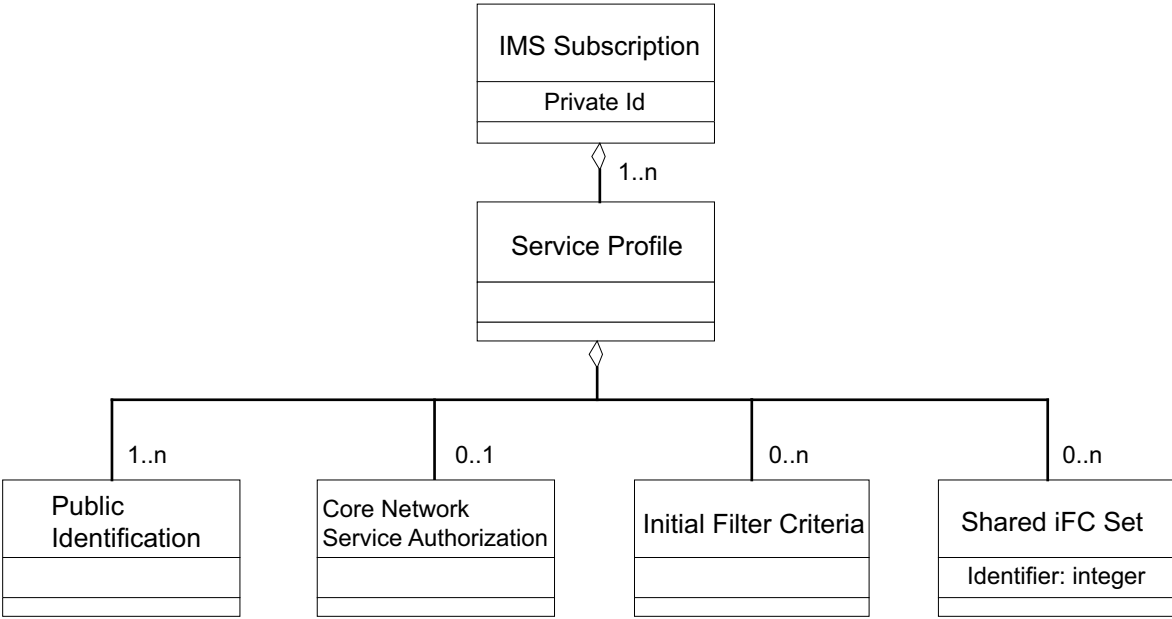 IMS Subscription
Private Id
1..n
Service Profile
1..n
0..1
0..n
0..n
Public
Identification
Core Network
Service Authorization
Initial Filter Criteria
Shared iFC Set
Identifier: integer